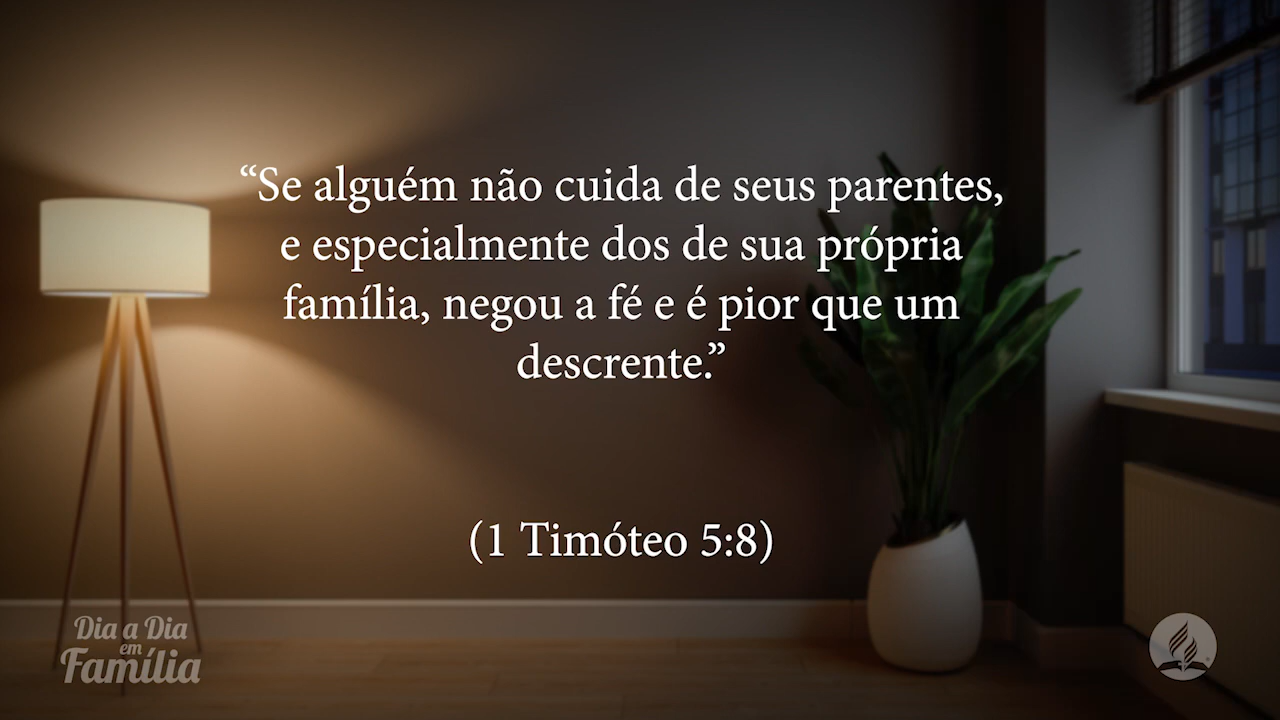 “Se alguém não cuida de seus parentes,
e especialmente dos de sua própria
família, negou a fé e é pior que um
descrente.”
(1 Timóteo 5:8)
Dia a Dia
em
Família